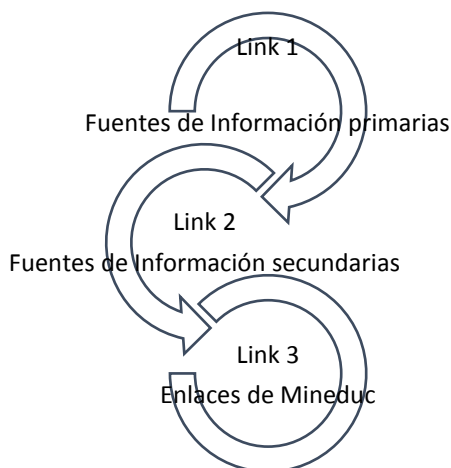 Link 1
Fuentes de Información primarias
Link 2
Fuentes de Información secundarias
Link 3
Enlaces de Mineduc